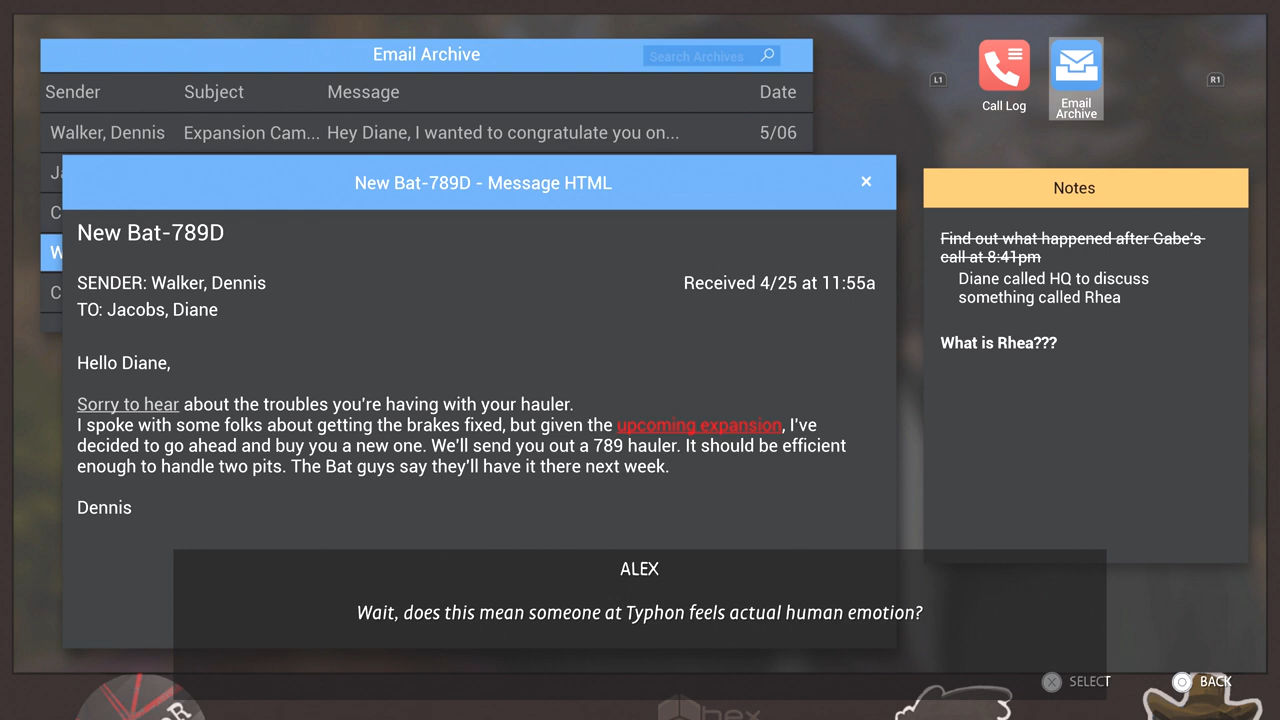 Email Archive
Search Archives
Sender Subject Message Date
Walker, Dennis Expansion Cam... Hey Diane, I wanted to congratulate you on... 5/06
L1
Call Log
Email
Archive
R1
New Bat-789D - Message HTML
×
New Bat-789D
SENDER: Walker, Dennis
Received 4/25 at 11:55a
TO: Jacobs, Diane
Hello Diane,
Sorry to hear about the troubles you're having with your hauler.
I spoke with some folks about getting the brakes fixed, but given the upcoming expansion, I've
decided to go ahead and buy you a new one. We'll send you out a 789 hauler. It should be efficient
enough to handle two pits. The Bat guys say they'll have it there next week.
Dennis
Notes
Find out what happened after Gabe's
call at 8:41pm
Diane called HQ to discuss
something called Rhea
What is Rhea???
ALEX
Wait, does this mean someone at Typhon feels actual human emotion?
SELECT
BACK
hex